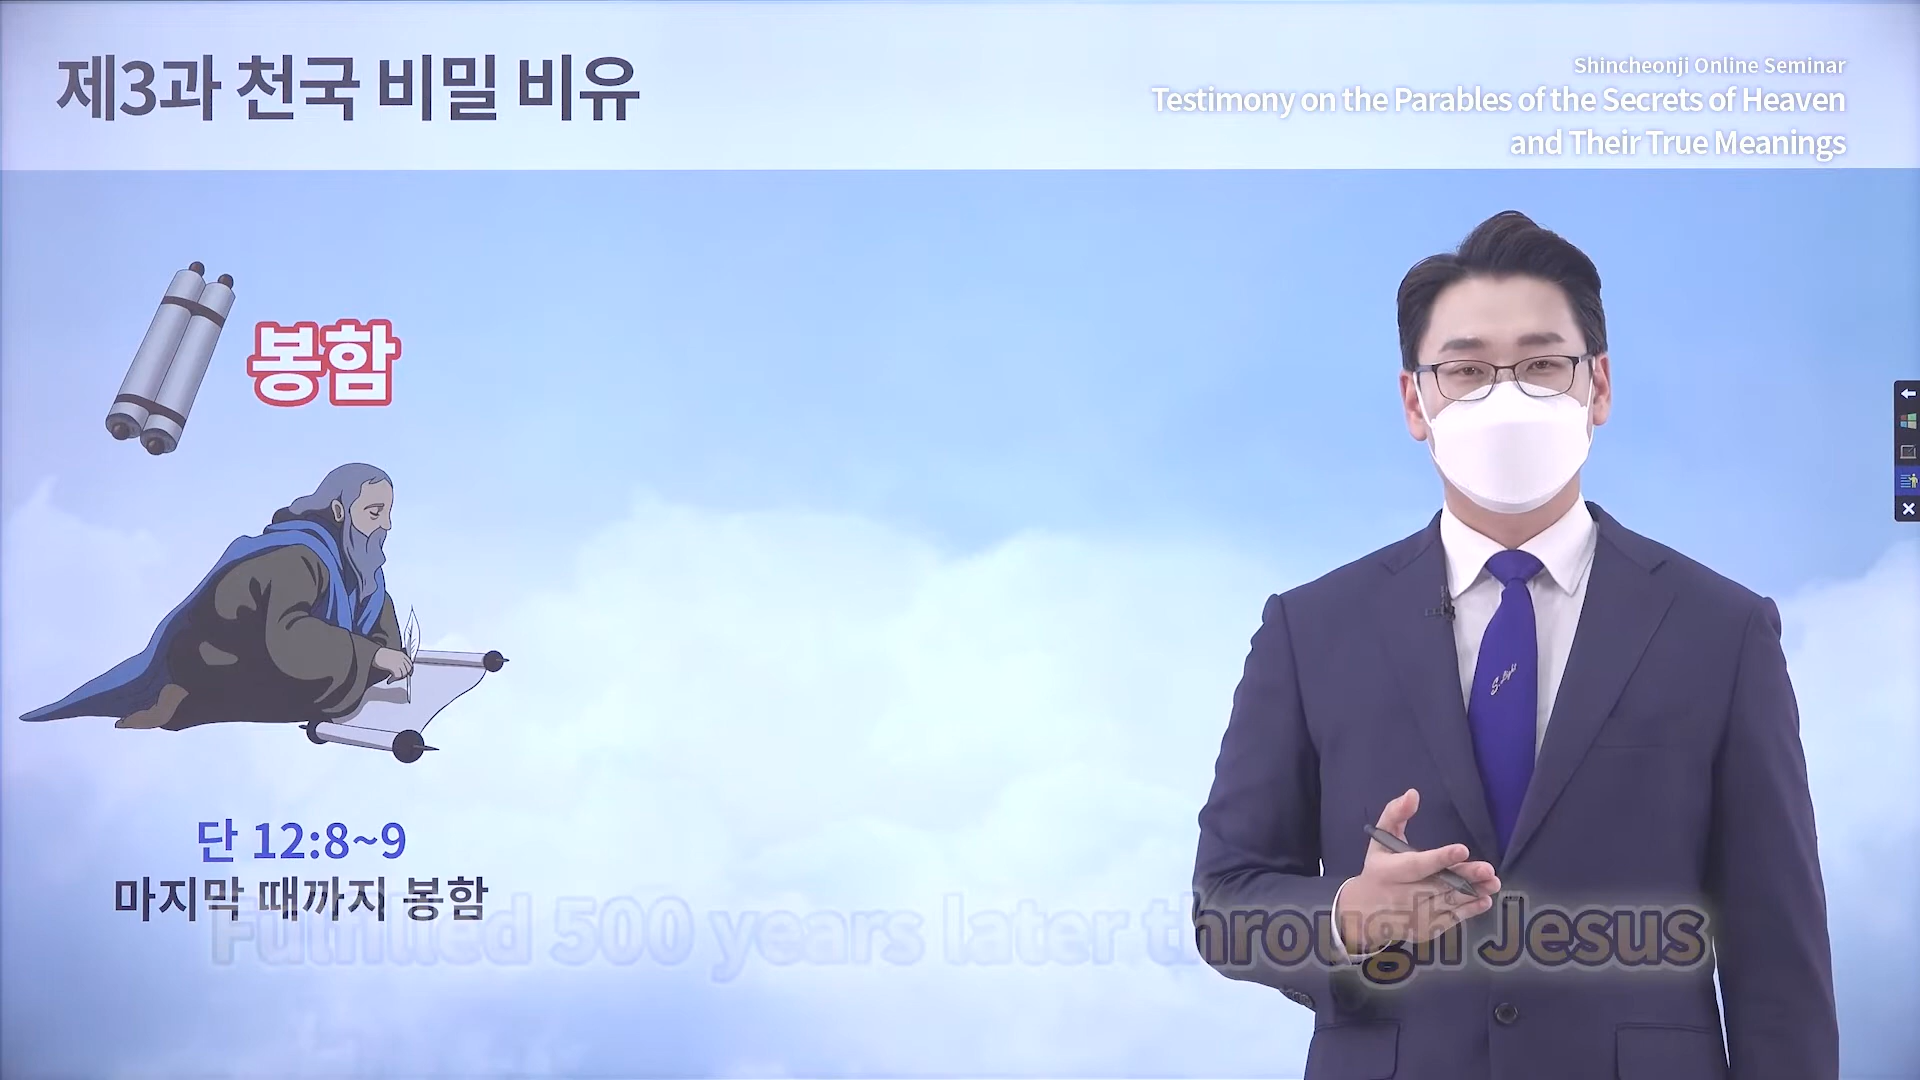 제3과 천국 비밀 비유
Shincheonji Online Seminar
Testimony on the Parables of the Secrets of Heaven
and Their True Meanings
봉함
S.Light
단 12:8~9
마지막 때까지 봉함
Fulfilled 500 years later through Jesus